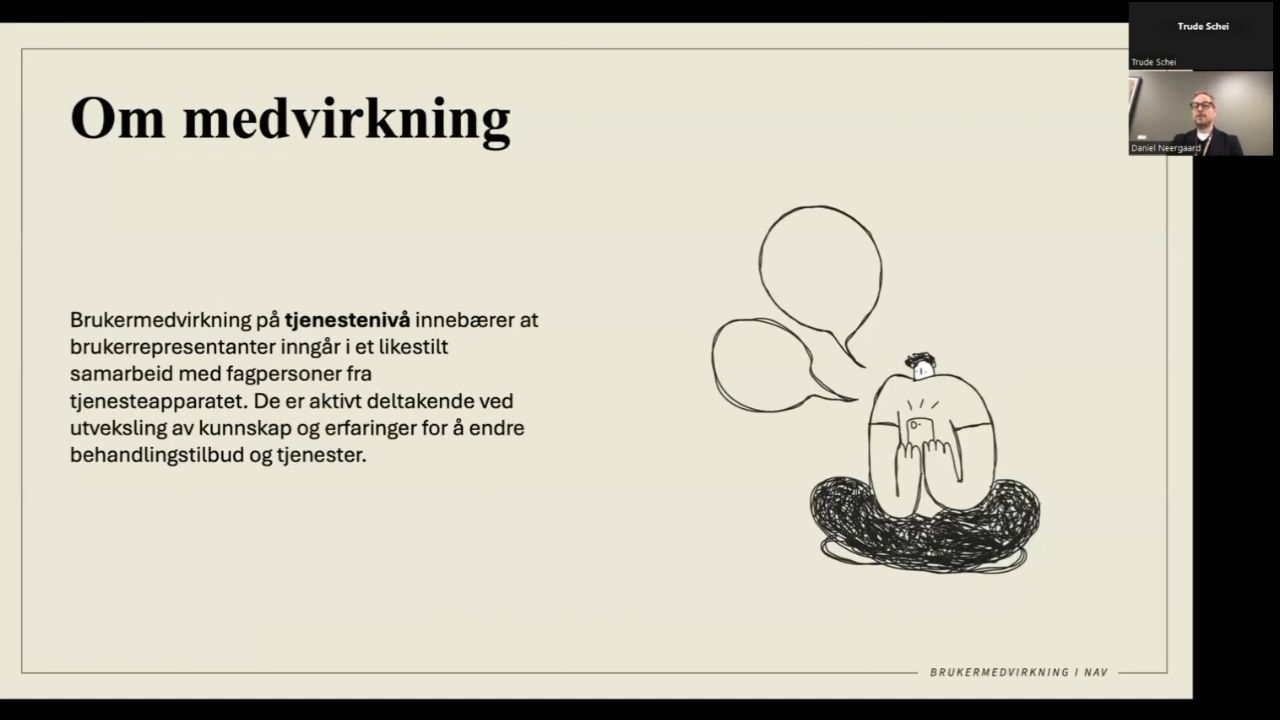 Om medvirkning
Brukermedvirkning på tjenestenivå innebærer at
brukerrepresentanter inngår i et likestilt
samarbeid med fagpersoner fra
tjenesteapparatet. De er aktivt deltakende ved
utveksling av kunnskap og erfaringer for å endre
behandlingstilbud og tjenester.
BRUKERMEDVIRKNING I NAV
Trude Schei
Trude Schei
Daniel Neergaard